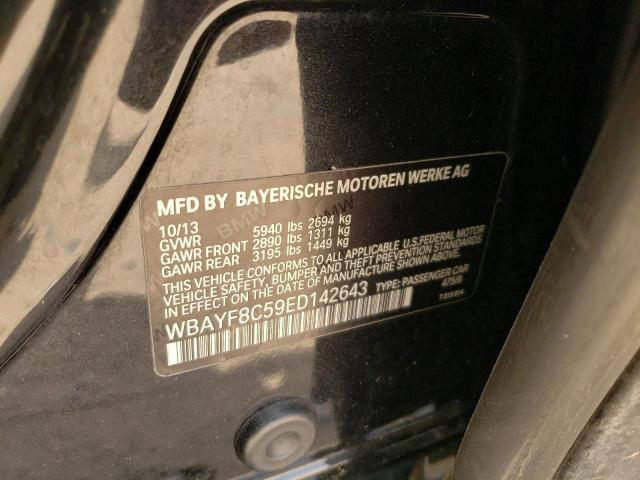 MFD BY BAYERISCHE MOTOREN WERKE AG
10/13
GVWR 5940 lbs 2694 kg
GAWR FRONT 2890 lbs 1311 kg
GAWR REAR 3195 lbs 1449 kg
THIS VEHICLE CONFORMS TO ALL APPLICABLE U.S. FEDERAL MOTOR
VEHICLE SAFETY, BUMPER AND THEFT PREVENTION STANDARDS
IN EFFECT ON THE DATE OF MANUFACTURE SHOWN ABOVE.
WBAYF8C59ED142643 TYPE: PASSENGER CAR
475/9